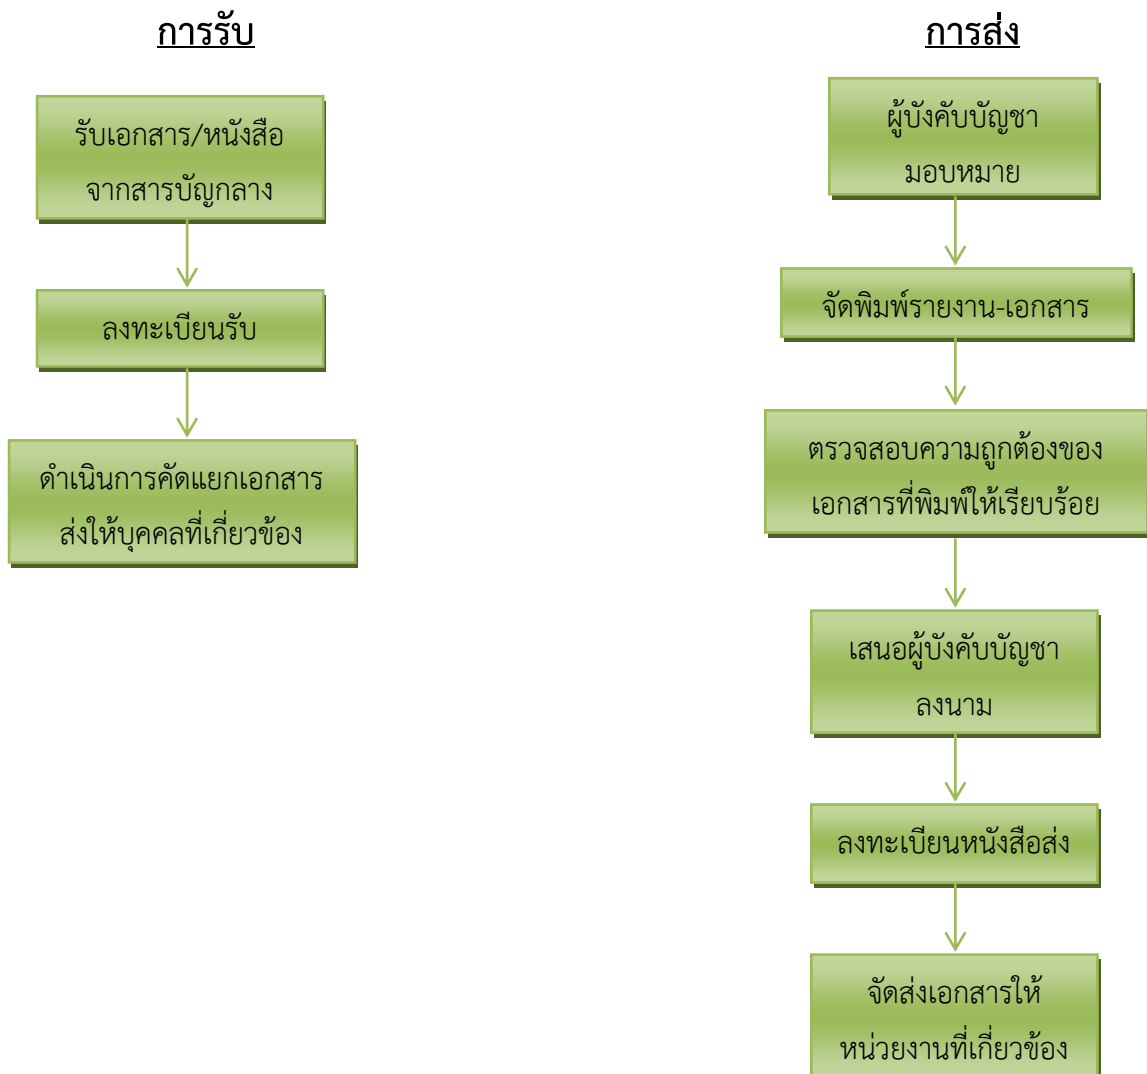 การรับ
รับเอกสาร/หนังสือ
จากสารบัญกลาง
ลงทะเบียนรับ
ดำเนินการคัดแยกเอกสาร
ส่งให้บุคคลที่เกี่ยวข้อง
การส่ง
ผู้บังคับบัญชา
มอบหมาย
จัดพิมพ์รายงาน-เอกสาร
ตรวจสอบความถูกต้องของ
เอกสารที่พิมพ์ให้เรียบร้อย
เสนอผู้บังคับบัญชา
ลงนาม
ลงทะเบียนหนังสือส่ง
จัดส่งเอกสารให้
หน่วยงานที่เกี่ยวข้อง